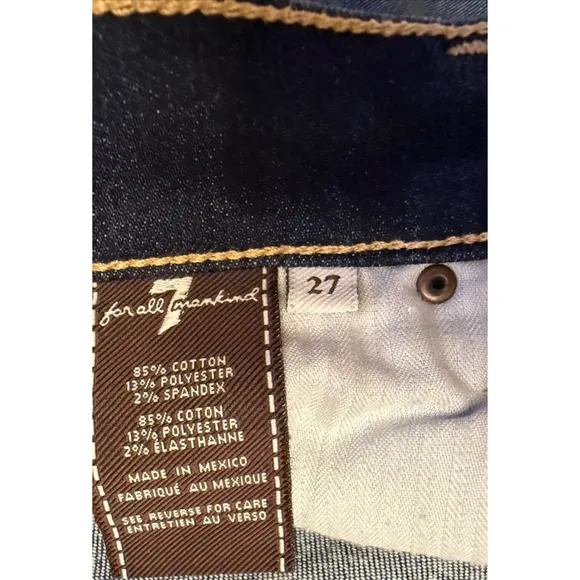 for all 7 mankind
27
85% COTTON
13% POLYESTER
2% SPANDEX
85% COTON
13% POLYESTER
2% ÉLASTHANNE
MADE IN MEXICO
FABRIQUÉ AU MEXIQUE
SEE REVERSE FOR CARE
ENTRETIEN AU VERSO